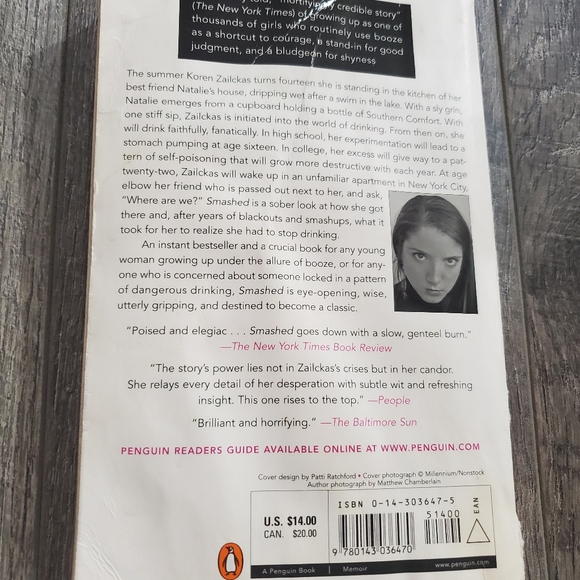 told, "mortifyingly credible story"
(The New York Times) of growing up as one of
thousands of girls who routinely use booze
as a shortcut to courage, a stand-in for good
judgment, and a bludgeon for shyness
The summer Koren Zailckas turns fourteen she is standing in the kitchen of her
best friend Natalie's house, dripping wet after a swim in the lake. With a sly grin,
Natalie emerges from a cupboard holding a bottle of Southern Comfort. With
one stiff sip, Zailckas is initiated into the world of drinking. From then on, she
will drink faithfully, fanatically. In high school, her experimentation will lead to a
stomach pumping at age sixteen. In college, her excess will give way to a pat-
tern of self-poisoning that will grow more destructive with each year. At age
twenty-two, Zailckas will wake up in an unfamiliar apartment in New York City,
elbow her friend who is passed out next to her, and ask,
"Where are we?" Smashed is a sober look at how she got
there and, after years of blackouts and smashups, what it
took for her to realize she had to stop drinking.
An instant bestseller and a crucial book for any young
woman growing up under the allure of booze, or for any-
one who is concerned about someone locked in a pattern
of dangerous drinking, Smashed is eye-opening, wise,
utterly gripping, and destined to become a classic.
"Poised and elegiac . . . Smashed goes down with a slow, genteel burn."
—The New York Times Book Review
"The story's power lies not in Zailckas's crises but in her candor.
She relays every detail of her desperation with subtle wit and refreshing
insight. This one rises to the top." —People
"Brilliant and horrifying." —The Baltimore Sun
PENGUIN READERS GUIDE AVAILABLE ONLINE AT WWW.PENGUIN.COM
Cover design by Patti Ratchford • Cover photograph © Millennium/Nonstock
Author photograph by Matthew Chamberlain
ISBN 0-14-303647-5
51400
EAN
U.S. $14.00
CAN. $20.00
9 780143 036470
A Penguin Book
Memoir
www.penguin.com